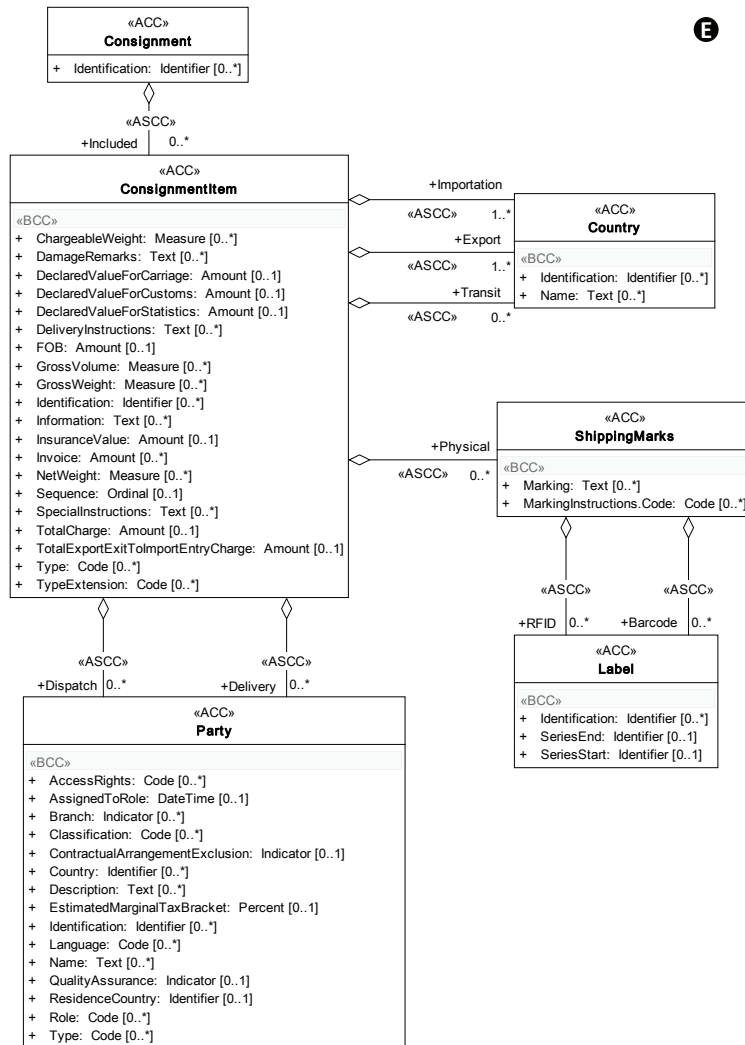 E
«ACC»
Consignment
+ Identification: Identifier [0..*]
«ASCC»
+Included 0..*
«ACC»
ConsignmentItem
«BCC»
+ ChargeableWeight: Measure [0..*]
+ DamageRemarks: Text [0..*]
+ DeclaredValueForCarriage: Amount [0..1]
+ DeclaredValueForCustoms: Amount [0..1]
+ DeclaredValueForStatistics: Amount [0..1]
+ DeliveryInstructions: Text [0..*]
+ FOB: Amount [0..1]
+ GrossVolume: Measure [0..*]
+ GrossWeight: Measure [0..*]
+ Identification: Identifier [0..*]
+ Information: Text [0..*]
+ InsuranceValue: Amount [0..1]
+ Invoice: Amount [0..*]
+ NetWeight: Measure [0..*]
+ Sequence: Ordinal [0..1]
+ SpecialInstructions: Text [0..*]
+ TotalCharge: Amount [0..1]
+ TotalExportExitToImportEntryCharge: Amount [0..1]
+ Type: Code [0..*]
+ TypeExtension: Code [0..*]
+Importation
«ASCC» 1..*
+Export
«ASCC» 1..*
+Transit
«ASCC» 0..*
«ACC»
Country
«BCC»
+ Identification: Identifier [0..*]
+ Name: Text [0..*]
+Physical
«ASCC» 0..*
«ACC»
ShippingMarks
«BCC»
+ Marking: Text [0..*]
+ MarkingInstructions.Code: Code [0..*]
«ASCC» «ASCC»
+RFID 0..* +Barcode 0..*
«ACC»
Label
«BCC»
+ Identification: Identifier [0..*]
+ SeriesEnd: Identifier [0..1]
+ SeriesStart: Identifier [0..1]
«ASCC» «ASCC»
+Dispatch 0..* +Delivery 0..*
«ACC»
Party
«BCC»
+ AccessRights: Code [0..*]
+ AssignedToRole: DateTime [0..1]
+ Branch: Indicator [0..*]
+ Classification: Code [0..*]
+ ContractualArrangementExclusion: Indicator [0..1]
+ Country: Identifier [0..*]
+ Description: Text [0..*]
+ EstimatedMarginalTaxBracket: Percent [0..1]
+ Identification: Identifier [0..*]
+ Language: Code [0..*]
+ Name: Text [0..*]
+ QualityAssurance: Indicator [0..1]
+ ResidenceCountry: Identifier [0..1]
+ Role: Code [0..*]
+ Type: Code [0..*]